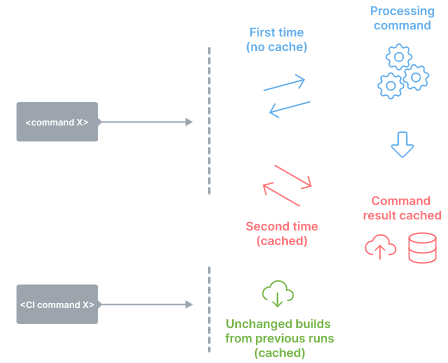 Processing
command
First time
(no cache)
<command X>
Second time
(cached)
Command
result cached
<CI command X>
Unchanged builds
from previous runs
(cached)